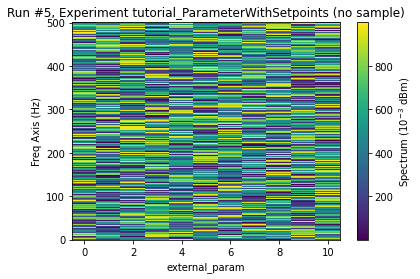 Run #5, Experiment tutorial_ParameterWithSetpoints (no sample)
500
400
300
200
100
0
Freq Axis (Hz)
0 2 4 6 8 10
external_param
800
600
400
200
Spectrum (10⁻³ dBm)